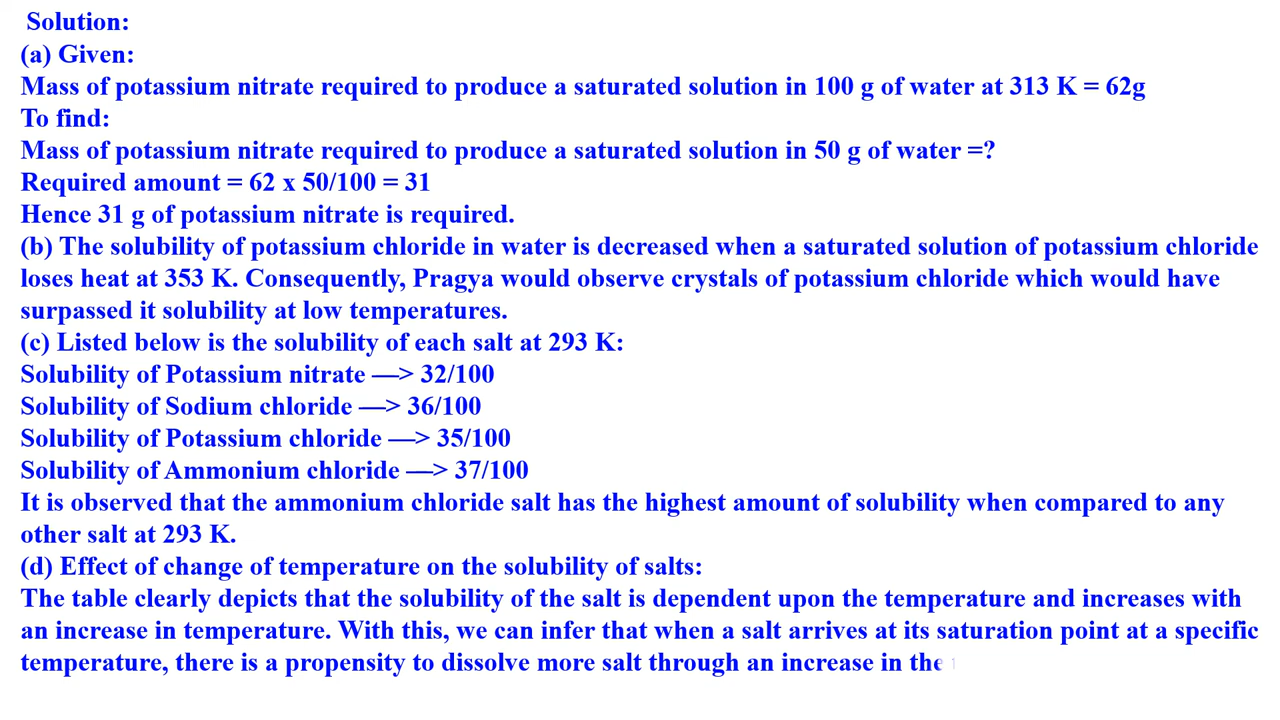 Solution:
(a) Given:
Mass of potassium nitrate required to produce a saturated solution in 100 g of water at 313 K = 62g
To find:
Mass of potassium nitrate required to produce a saturated solution in 50 g of water =?
Required amount = 62 x 50/100 = 31
Hence 31 g of potassium nitrate is required.
(b) The solubility of potassium chloride in water is decreased when a saturated solution of potassium chloride
loses heat at 353 K. Consequently, Pragya would observe crystals of potassium chloride which would have
surpassed it solubility at low temperatures.
(c) Listed below is the solubility of each salt at 293 K:
Solubility of Potassium nitrate —> 32/100
Solubility of Sodium chloride —> 36/100
Solubility of Potassium chloride —> 35/100
Solubility of Ammonium chloride —> 37/100
It is observed that the ammonium chloride salt has the highest amount of solubility when compared to any
other salt at 293 K.
(d) Effect of change of temperature on the solubility of salts:
The table clearly depicts that the solubility of the salt is dependent upon the temperature and increases with
an increase in temperature. With this, we can infer that when a salt arrives at its saturation point at a specific
temperature, there is a propensity to dissolve more salt through an increase in the